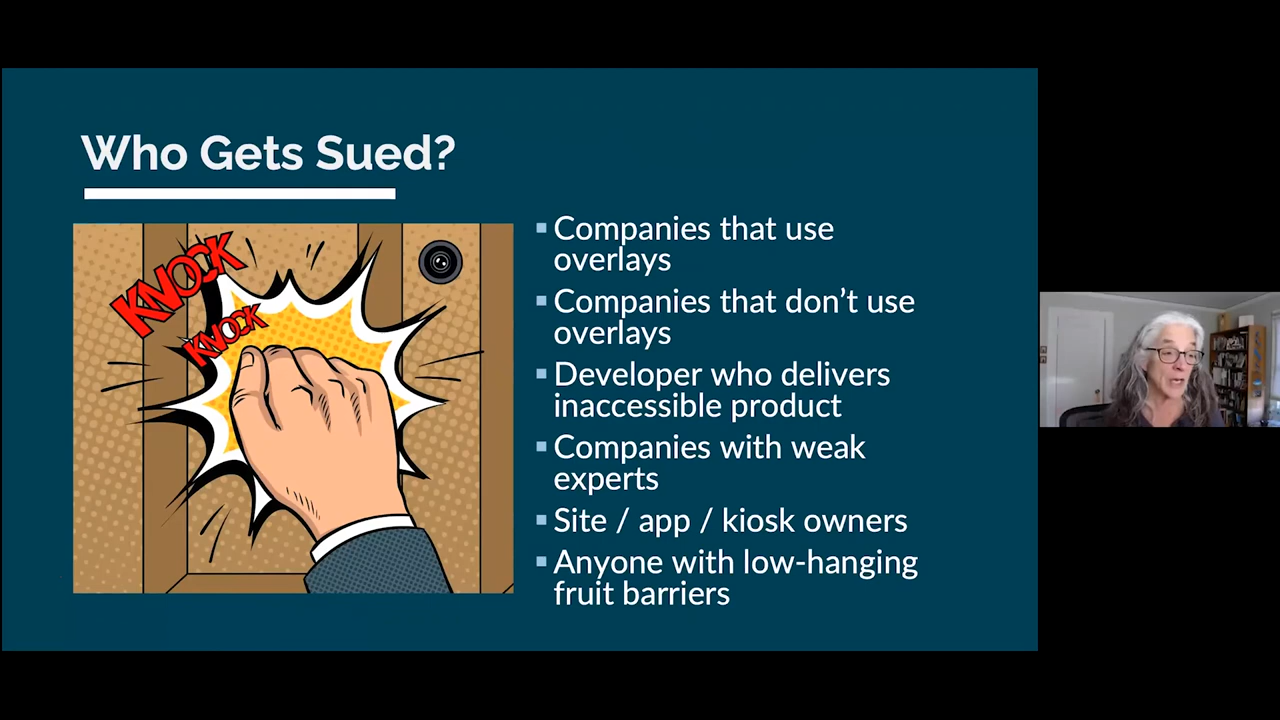 Who Gets Sued?
KNOCK
KNOCK
Companies that use
overlays
Companies that don’t use
overlays
Developer who delivers
inaccessible product
Companies with weak
experts
Site / app / kiosk owners
Anyone with low-hanging
fruit barriers